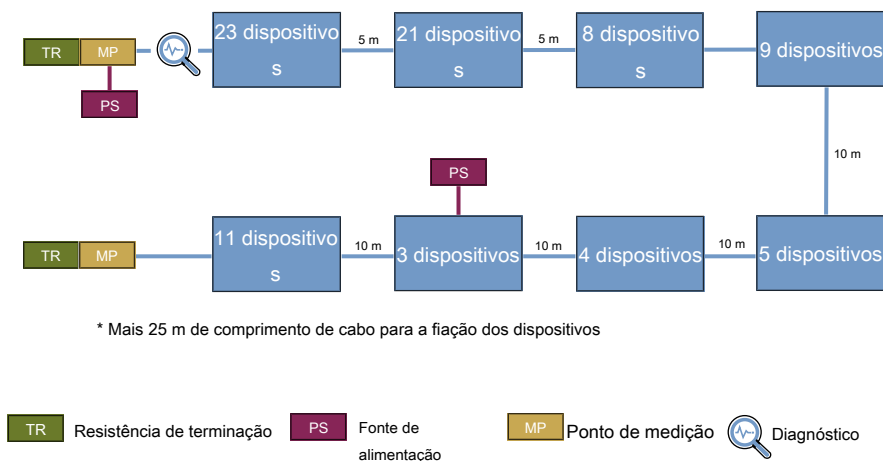 TR
MP
PS
23 dispositivo
s
5 m
21 dispositivo
s
5 m
8 dispositivo
s
9 dispositivos
10 m
PS
TR
MP
11 dispositivo
s
10 m
3 dispositivos
10 m
4 dispositivos
10 m
5 dispositivos
* Mais 25 m de comprimento de cabo para a fiação dos dispositivos
TR
Resistência de terminação
PS
Fonte de
alimentação
MP
Ponto de medição
Diagnóstico